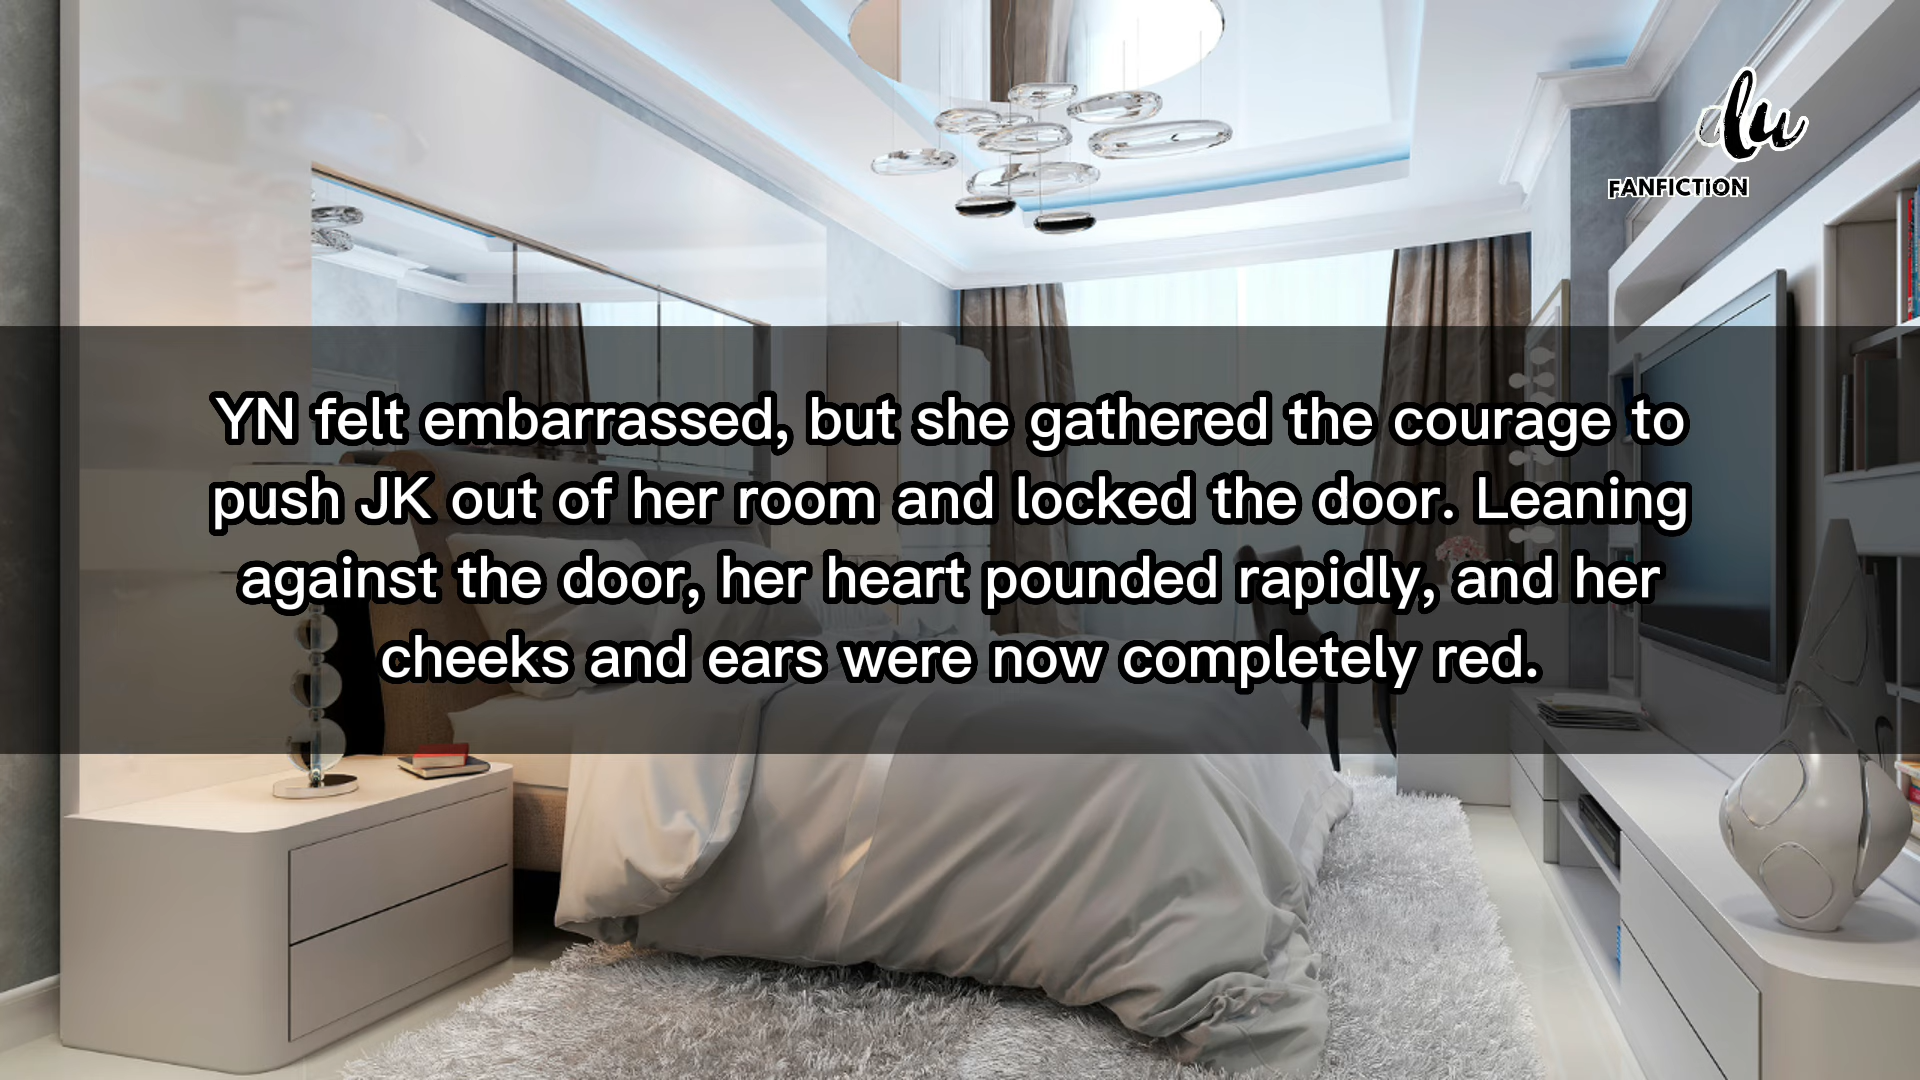 du
FANFICTION
YN felt embarrassed, but she gathered the courage to
push JK out of her room and locked the door. Leaning
against the door, her heart pounded rapidly, and her
cheeks and ears were now completely red.